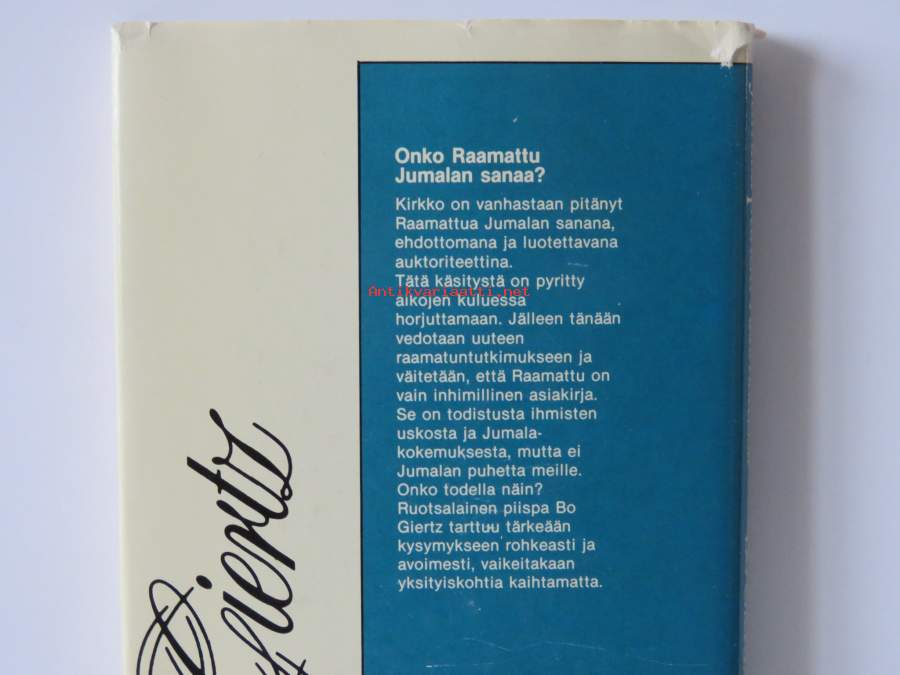 Onko Raamattu
Jumalan sanaa?
Kirkko on vanhastaan pitänyt
Raamattua Jumalan sanana,
ehdottomana ja luotettavana
auktoriteettina.
Tätä käsitystä on pyritty
Antikvariaatti.net
aikojen kuluessa
horjuttamaan. Jälleen tänään
vedotaan uuteen
raamatuntutkimukseen ja
väitetään, että Raamattu on
vain inhimillinen asiakirja.
Se on todistusta ihmisten
uskosta ja Jumala-
kokemuksesta, mutta ei
Jumalan puhetta meille.
Onko todella näin?
Ruotsalainen piispa Bo
Giertz tarttuu tärkeään
kysymykseen rohkeasti ja
avoimesti, vaikeitakaan
yksityiskohtia kaihtamatta.
Giertz